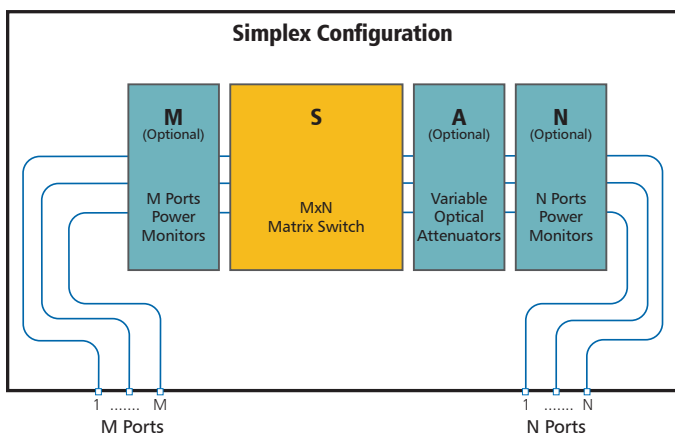 Simplex Configuration
M
(Optional)
M Ports
Power
Monitors
S
MxN
Matrix Switch
A
(Optional)
Variable
Optical
Attenuators
N
(Optional)
N Ports
Power
Monitors
1 ....... M
M Ports
1 ....... N
N Ports